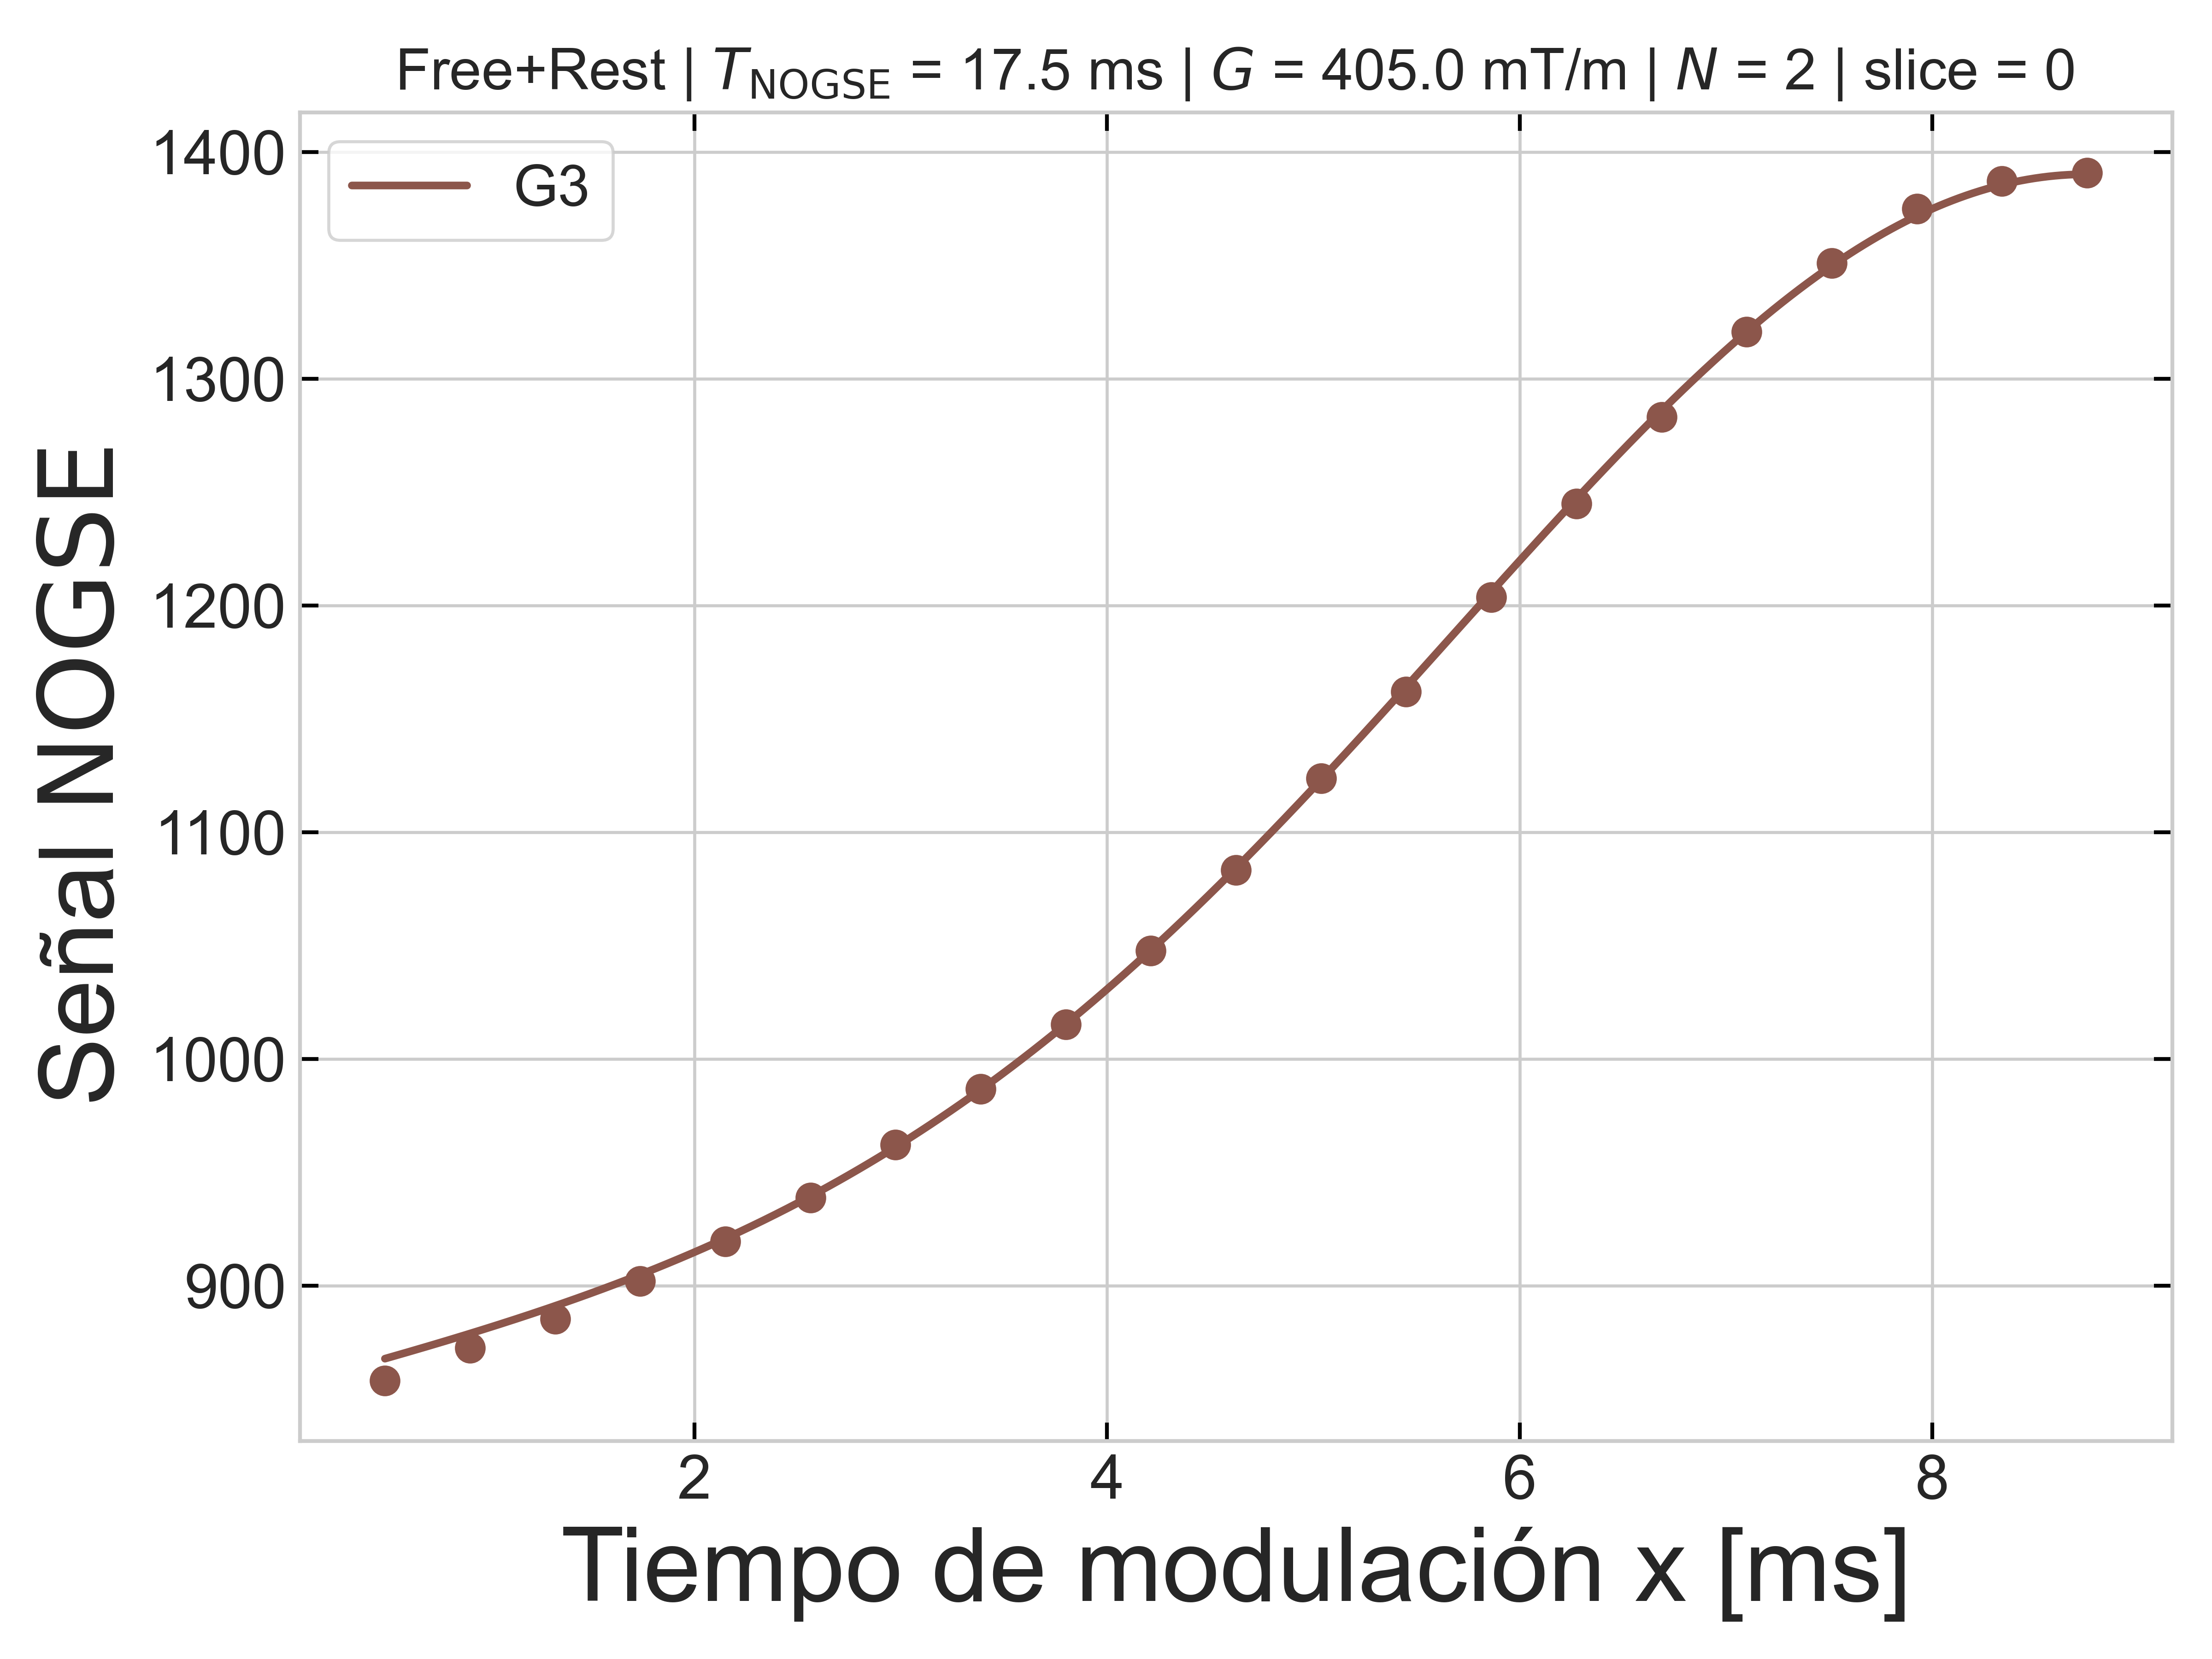 Free+Rest | T_NOGSE = 17.5 ms | G = 405.0 mT/m | N = 2 | slice = 0
G3
1400
1300
1200
1100
1000
900
Señal NOGSE
2 4 6 8
Tiempo de modulación x [ms]